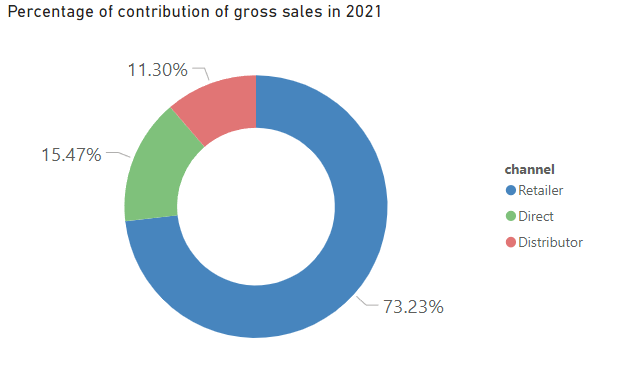 Percentage of contribution of gross sales in 2021
11.30%
15.47%
73.23%
channel
Retailer
Direct
Distributor